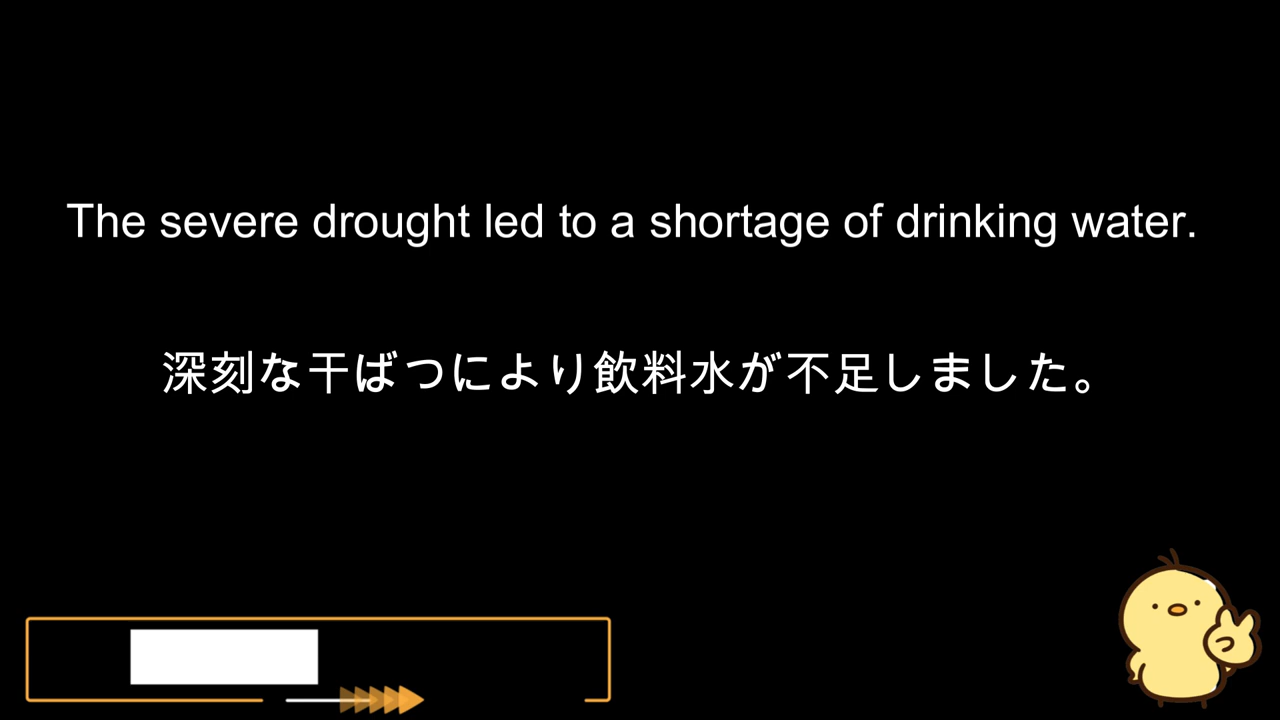 The severe drought led to a shortage of drinking water.
深刻な干ばつにより飲料水が不足しました。